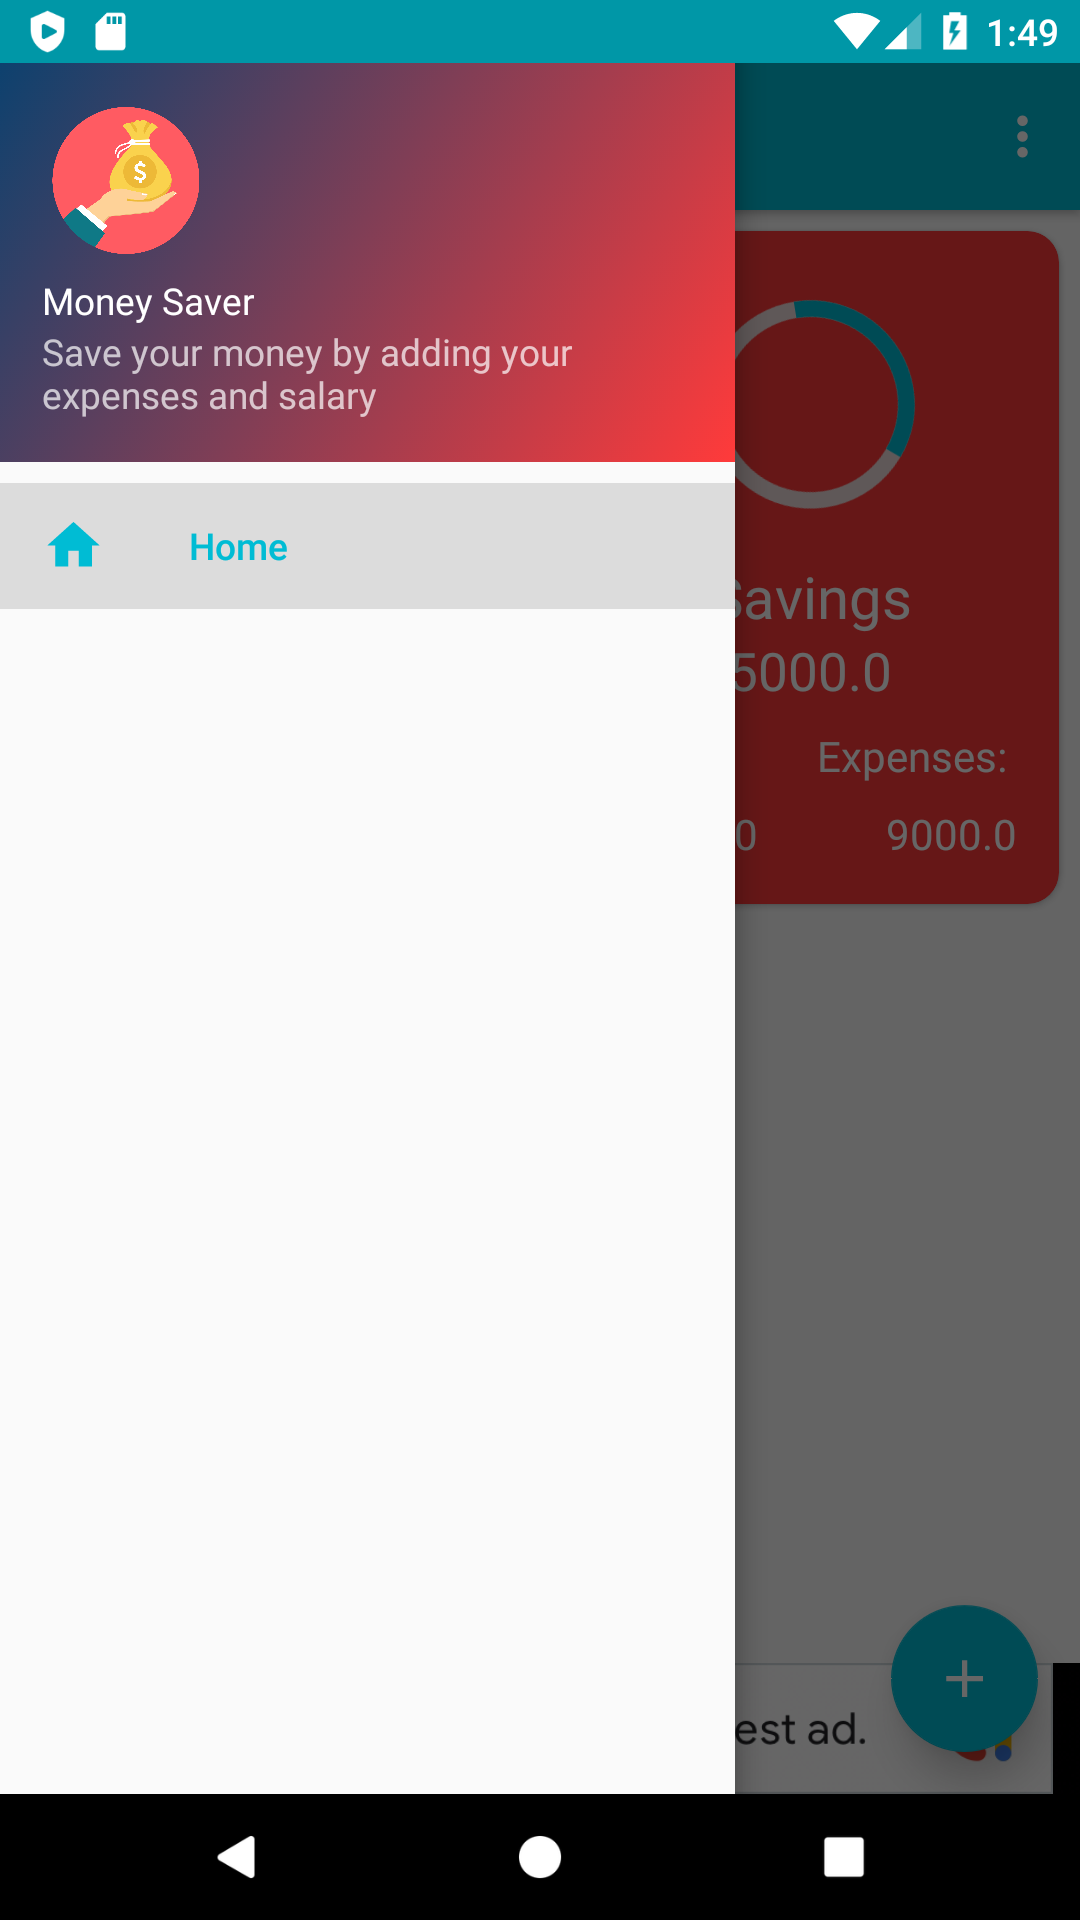 1:49
$
Money Saver
Save your money by adding your
expenses and salary
Home
Savings
5000.0
Expenses:
0 9000.0
est ad.